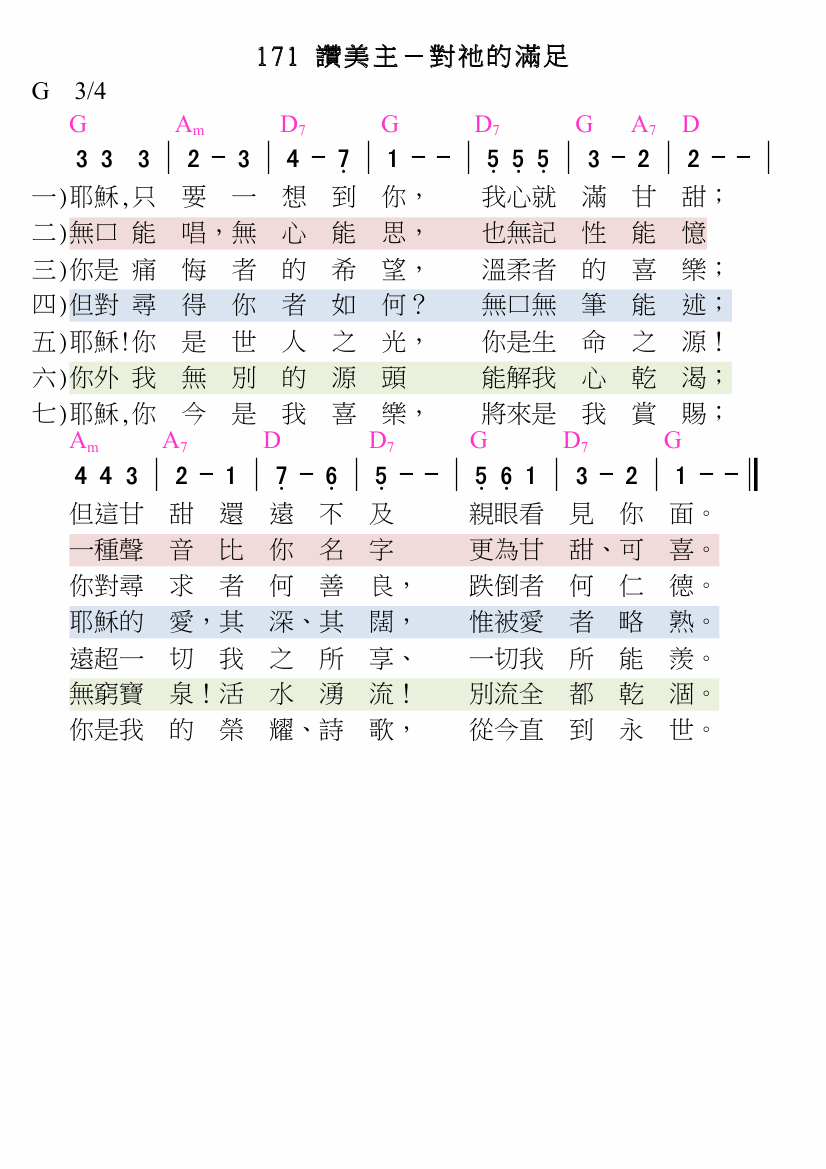 171 讚美主－對祂的滿足
G 3/4
G Am D7 G D7 G A7 D
3 3 3 | 2 - 3 | 4 - 7̣ | 1 - - | 5̣ 5̣ 5̣ | 3 - 2 | 2 - - |
一)耶穌,只要一想到你，我心就滿甘甜；
二)無口能唱，無心能思，也無記性能憶
三)你是痛悔者的希望，溫柔者的喜樂；
四)但對尋得你者如何？無口無筆能述；
五)耶穌!你是世人之光，你是生命之源！
六)你外我無別的源頭能解我心乾渴；
七)耶穌,你今是我喜樂，將來是我賞賜；
Am A7 D D7 G D7 G
4 4 3 | 2 - 1 | 7̣ - 6̣ | 5̣ - - | 5̣ 6̣ 1 | 3 - 2 | 1 - - ‖
但這甘甜還遠不及親眼看見你面。
一種聲音比你名字更為甘甜、可喜。
你對尋求者何善良，跌倒者何仁德。
耶穌的愛，其深、其闊，惟被愛者略熟。
遠超一切我之所享、一切我所能羨。
無窮寶泉！活水湧流！別流全都乾涸。
你是我的榮耀、詩歌，從今直到永世。